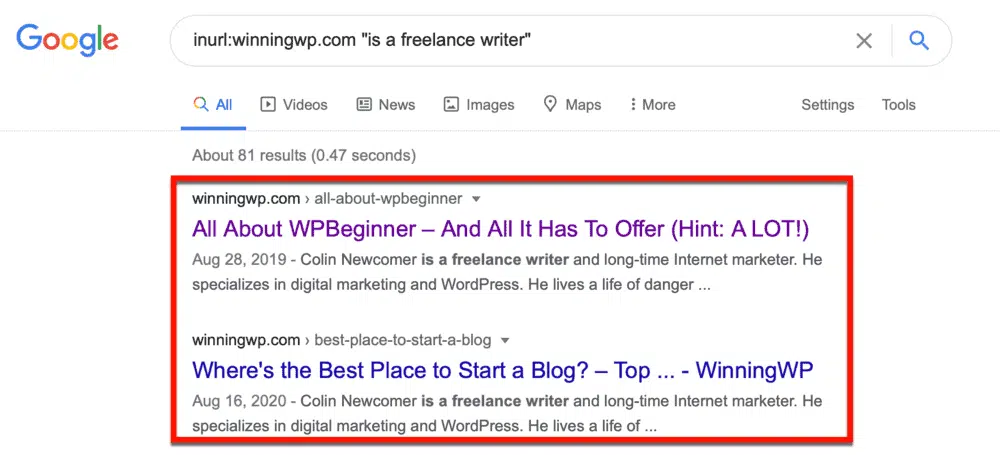 Google
inurl:winningwp.com "is a freelance writer"
All Videos News Images Maps More Settings Tools
About 81 results (0.47 seconds)
winningwp.com › all-about-wpbeginner
All About WPBeginner – And All It Has To Offer (Hint: A LOT!)
Aug 28, 2019 - Colin Newcomer is a freelance writer and long-time Internet marketer. He
specializes in digital marketing and WordPress. He lives a life of danger ...
winningwp.com › best-place-to-start-a-blog
Where's the Best Place to Start a Blog? – Top ... - WinningWP
Aug 16, 2020 - Colin Newcomer is a freelance writer and long-time Internet marketer. He
specializes in digital marketing and WordPress. He lives a life of ...